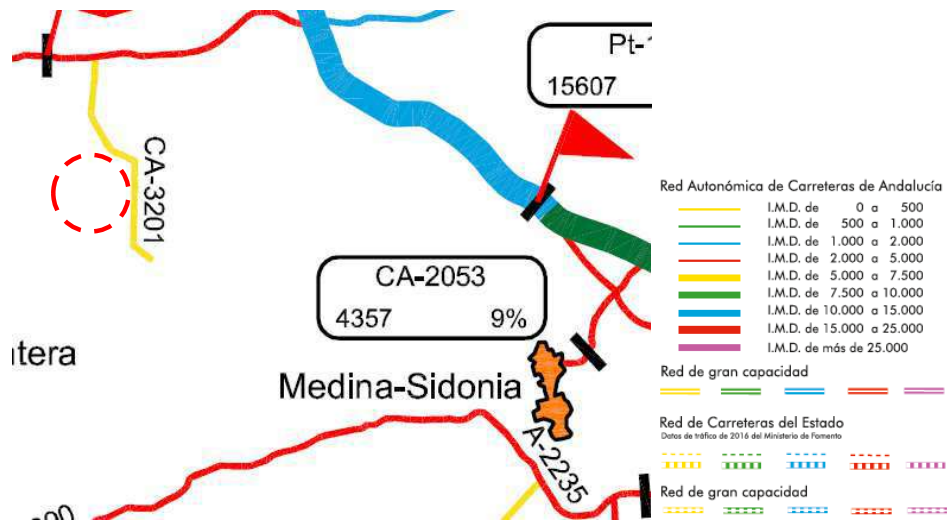 Pt-1
15607
CA-3201
CA-2053
4357 9%
Medina-Sidonia
A-2235
Red Autonómica de Carreteras de Andalucía
I.M.D. de 0 a 500
I.M.D. de 500 a 1.000
I.M.D. de 1.000 a 2.000
I.M.D. de 2.000 a 5.000
I.M.D. de 5.000 a 7.500
I.M.D. de 7.500 a 10.000
I.M.D. de 10.000 a 15.000
I.M.D. de 15.000 a 25.000
I.M.D. de más de 25.000
Red de gran capacidad
Red de Carreteras del Estado
Datos de tráfico de 2016 del Ministerio de Fomento
Red de gran capacidad